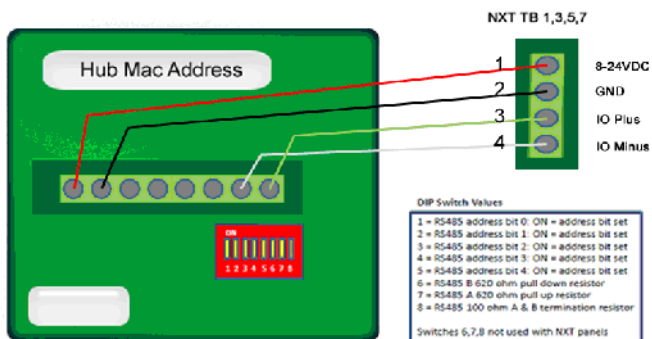 NXT TB 1,3,5,7
Hub Mac Address
1
8-24VDC
2
GND
3
IO Plus
4
IO Minus
ON
1 2 3 4 5 6 7 8
DIP Switch Values
1 = RS485 address bit 0: ON = address bit set
2 = RS485 address bit 1: ON = address bit set
3 = RS485 address bit 2: ON = address bit set
4 = RS485 address bit 3: ON = address bit set
5 = RS485 address bit 4: ON = address bit set
6 = RS485 B 620 ohm pull down resistor
7 = RS485 A 620 ohm pull up resistor
8 = RS485 100 ohm A & B termination resistor
Switches 6,7,8 not used with NXT panels